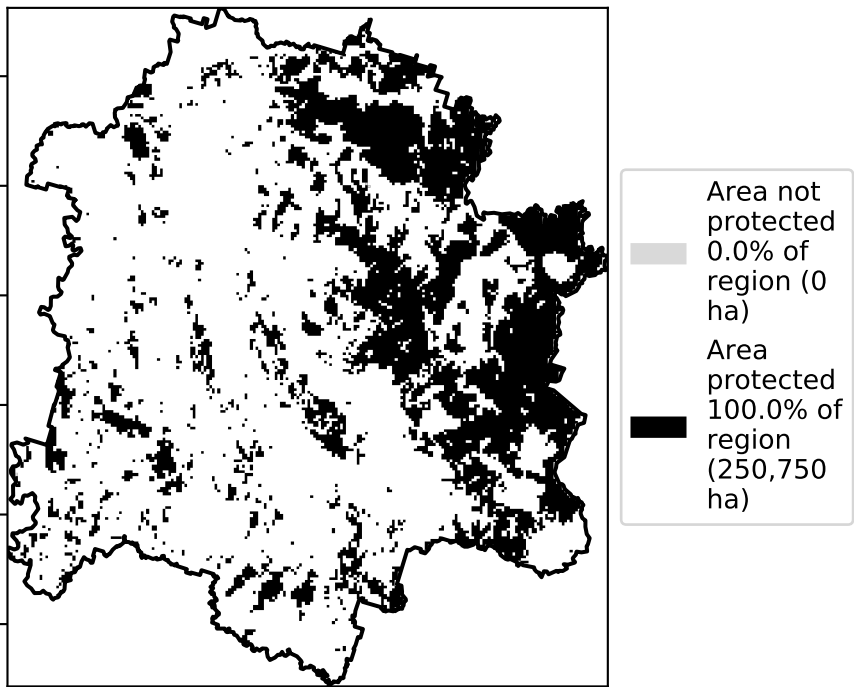 Area not
protected
0.0% of
region (0
ha)
Area
protected
100.0% of
region
(250,750
ha)